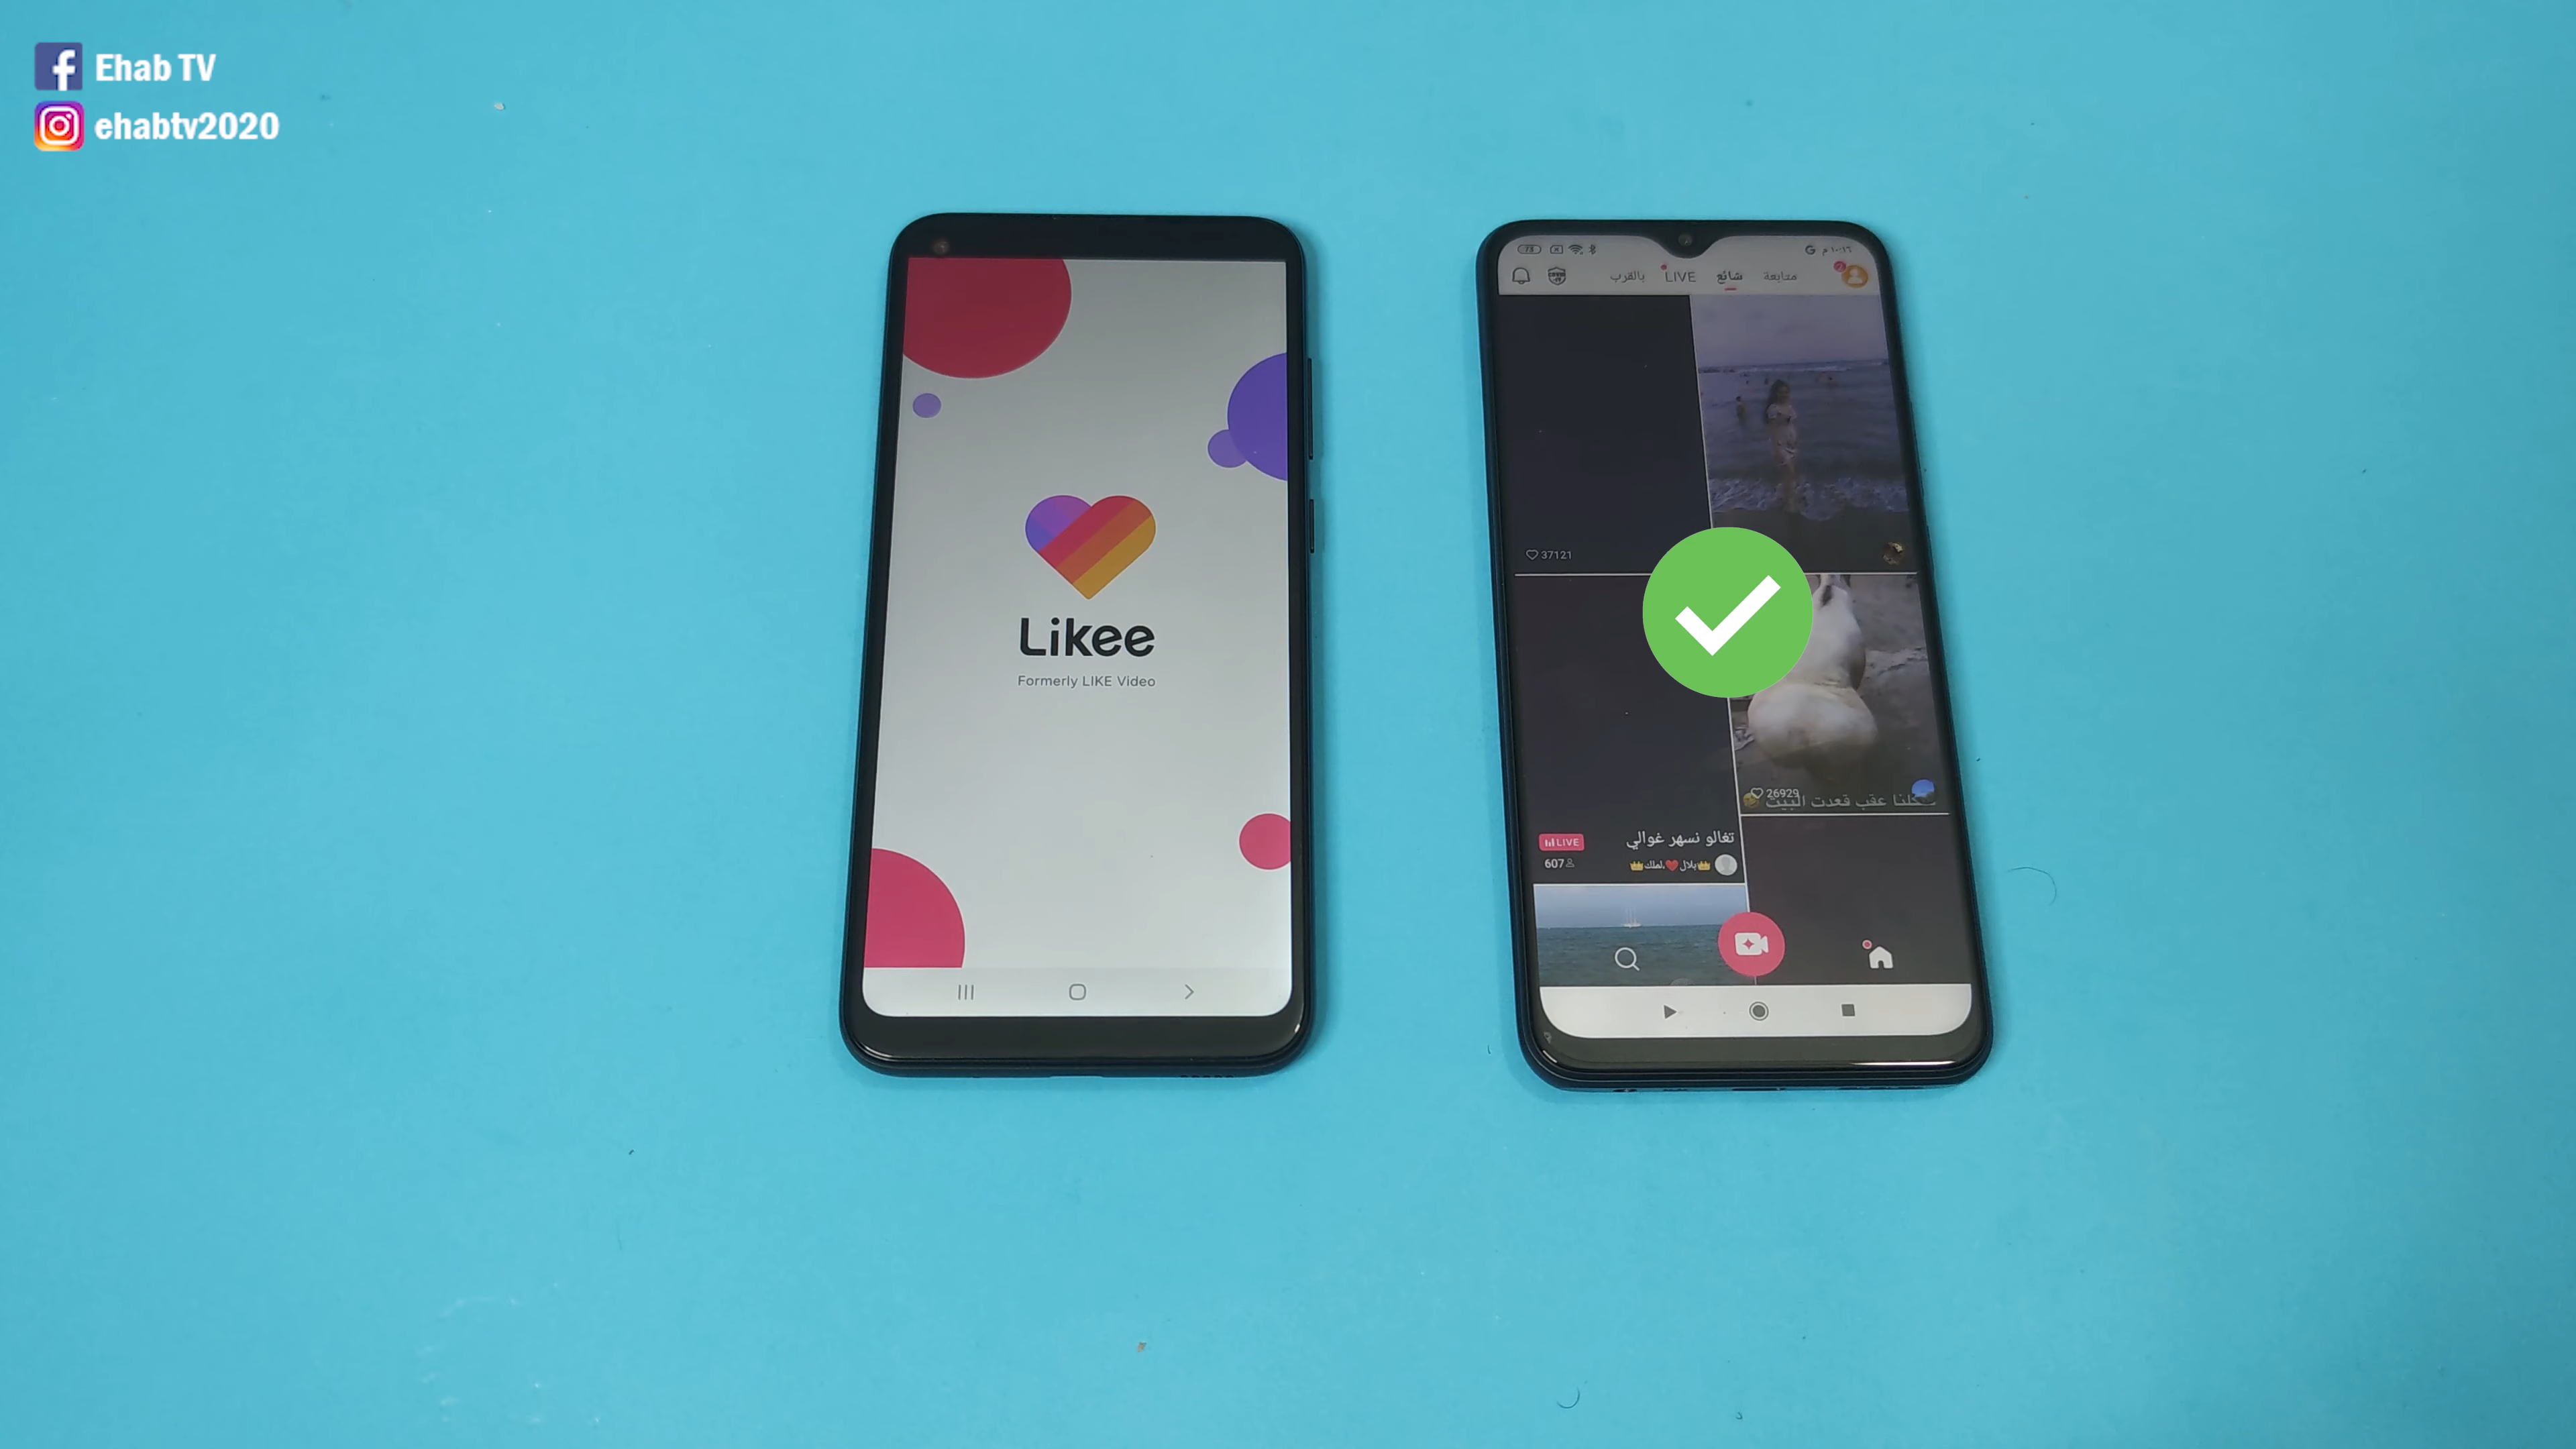 Ehab TV
ehabtv2020
Likee
Formerly LIKE Video
متابعة شائع LIVE بالقرب
37121
26929
LIVE
تغالو نسهر غوالي
607